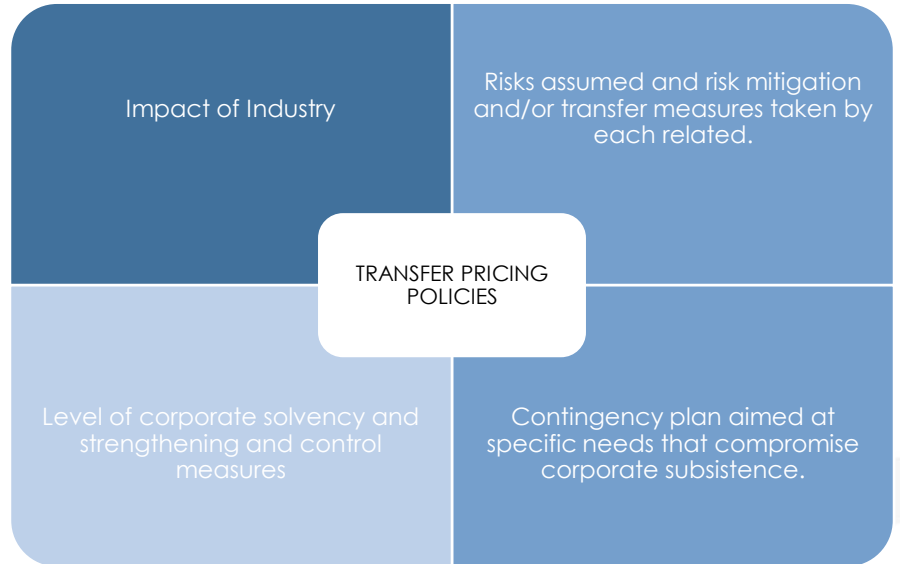 Impact of Industry
Risks assumed and risk mitigation
and/or transfer measures taken by
each related.
TRANSFER PRICING
POLICIES
Level of corporate solvency and
strengthening and control
measures
Contingency plan aimed at
specific needs that compromise
corporate subsistence.